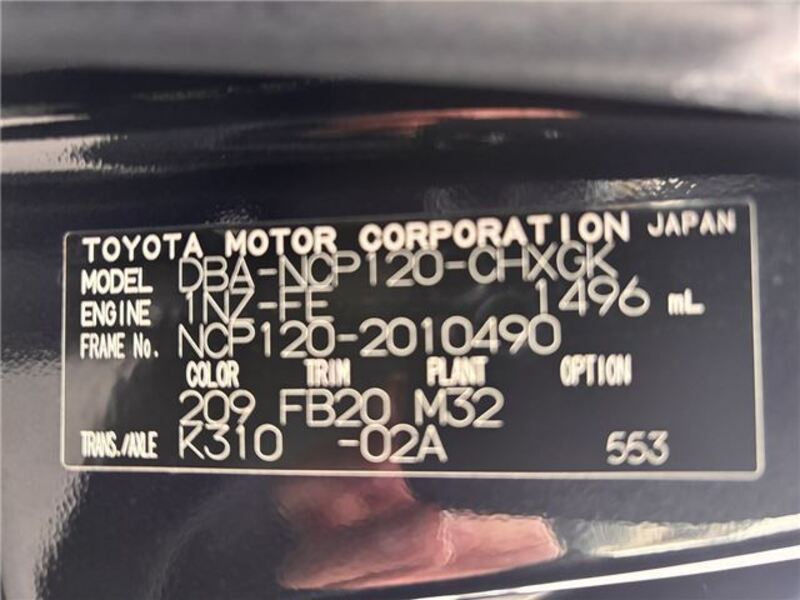 TOYOTA MOTOR CORPORATION JAPAN
MODEL DBA-NCP120-CHXGK
ENGINE 1NZ-FE 1496 mL
FRAME No. NCP120-2010490
COLOR TRIM PLANT OPTION
209 FB20 M32
TRANS./AXLE K310 -02A 553